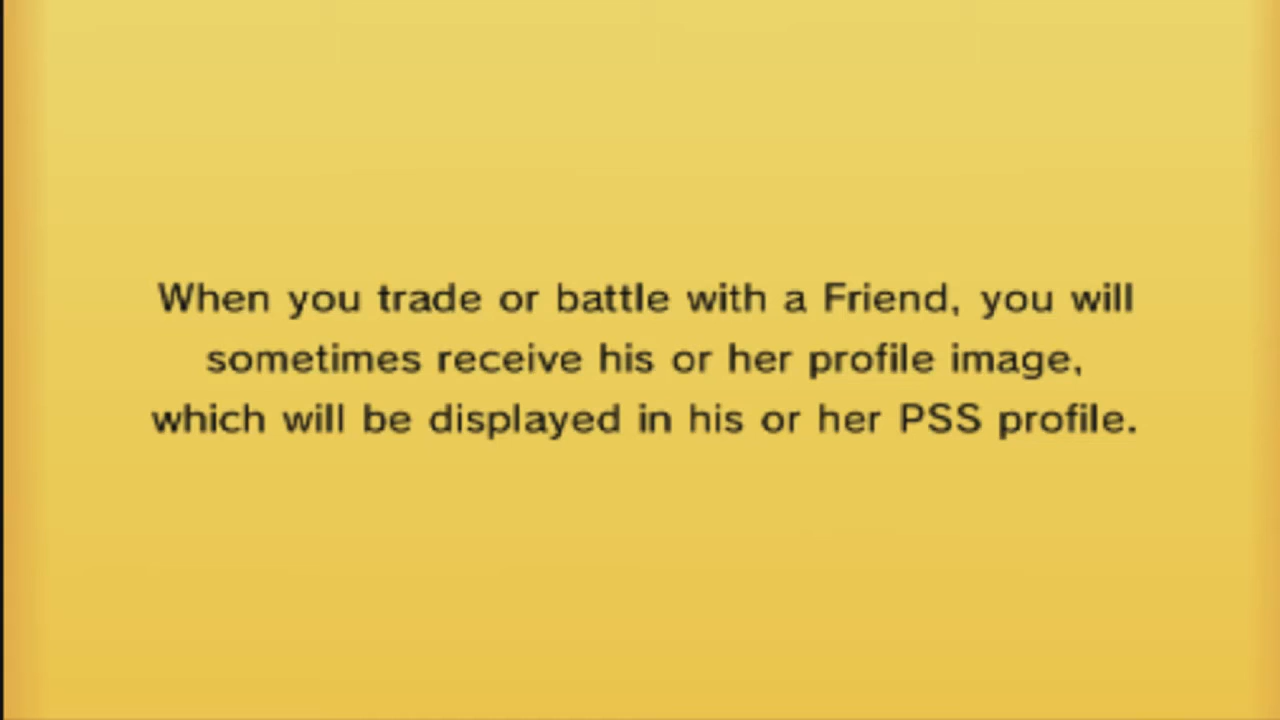 When you trade or battle with a Friend, you will
sometimes receive his or her profile image,
which will be displayed in his or her PSS profile.